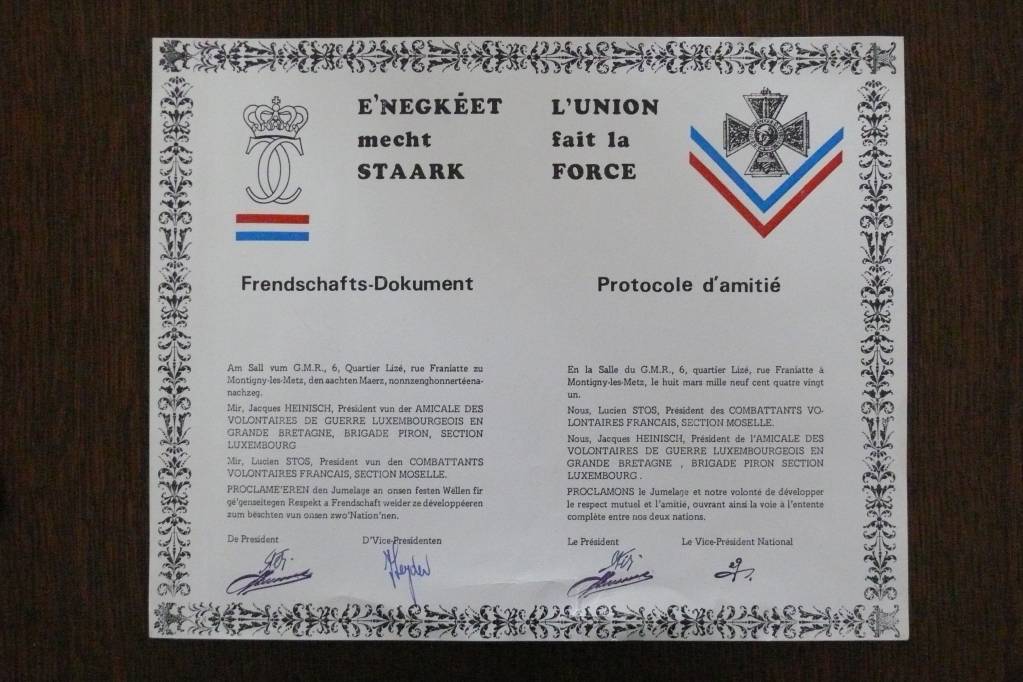 E'NEGKÉET
mecht
STAARK
L'UNION
fait la
FORCE
Frendschafts-Dokument
Am Sall vum G.M.R., 6, Quartier Lizé, rue Franiatte zu
Montigny-les-Metz, den aachten Maerz, nonnzenghonnertéena-
nachzeg.
Mir, Jacques HEINISCH, Président vun der AMICALE DES
VOLONTAIRES DE GUERRE LUXEMBOURGEOIS EN
GRANDE BRETAGNE, BRIGADE PIRON, SECTION
LUXEMBOURG
Mir, Lucien STOS, President vun den COMBATTANTS
VOLONTAIRES FRANCAIS, SECTION MOSELLE.
PROCLAME'EREN den Jumelage an onsen festen Wëllen fir
gë'genseitegen Respekt a Frendschaft weider ze développéeren
zum bëschten vun onsen zwo'Nation'nen.
De President D'Vice-Presidenten
Protocole d'amitié
En la Salle du G.M.R., 6, quartier Lizé, rue Franiatte à
Montigny-les-Metz, le huit mars mille neuf cent quatre vingt
un.
Nous, Lucien STOS, Président des COMBATTANTS VO-
LONTAIRES FRANCAIS, SECTION MOSELLE.
Nous, Jacques HEINISCH, Président de l'AMICALE DES
VOLONTAIRES DE GUERRE LUXEMBOURGEOIS EN
GRANDE BRETAGNE , BRIGADE PIRON SECTION
LUXEMBOURG .
PROCLAMONS le Jumelage et notre volonté de développer
le respect mutuel et l'amitie, ouvrant ainsi la voie à l'entente
complète entre nos deux nations.
Le Président Le Vice-Président National